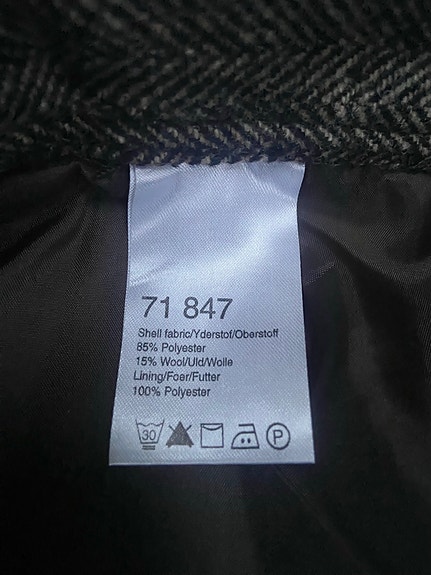 71 847
Shell fabric/Yderstof/Oberstoff
85% Polyester
15% Wool/Uld/Wolle
Lining/Foer/Futter
100% Polyester
30 P